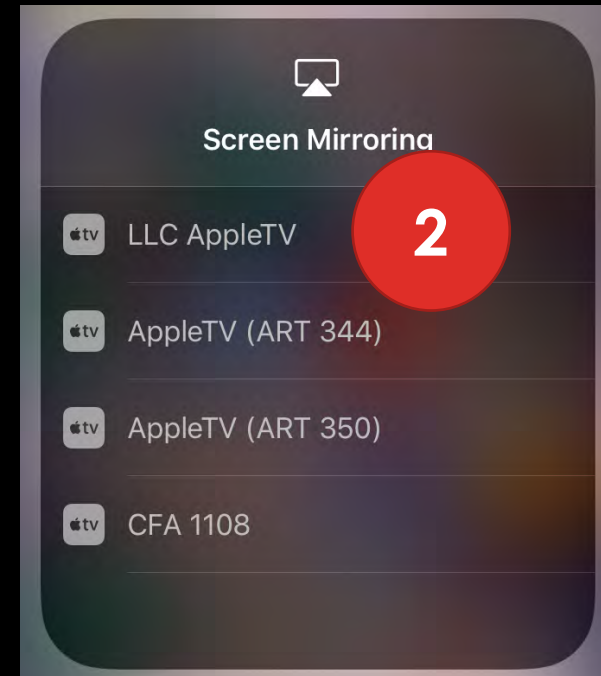 Screen Mirroring
2
tv LLC AppleTV
tv AppleTV (ART 344)
tv AppleTV (ART 350)
tv CFA 1108